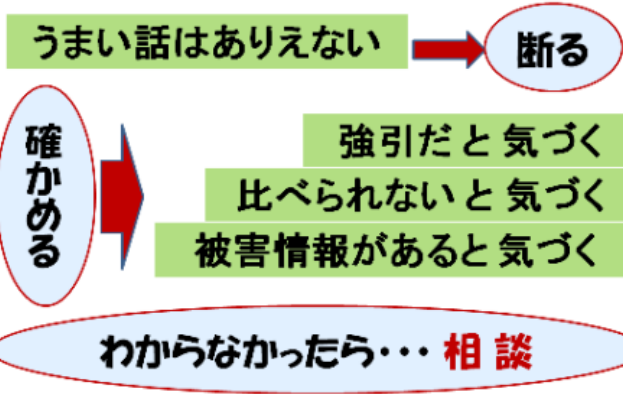 うまい話はありえない
断る
確かめる
強引だと気づく
比べられないと気づく
被害情報があると気づく
わからなかったら・・・相談